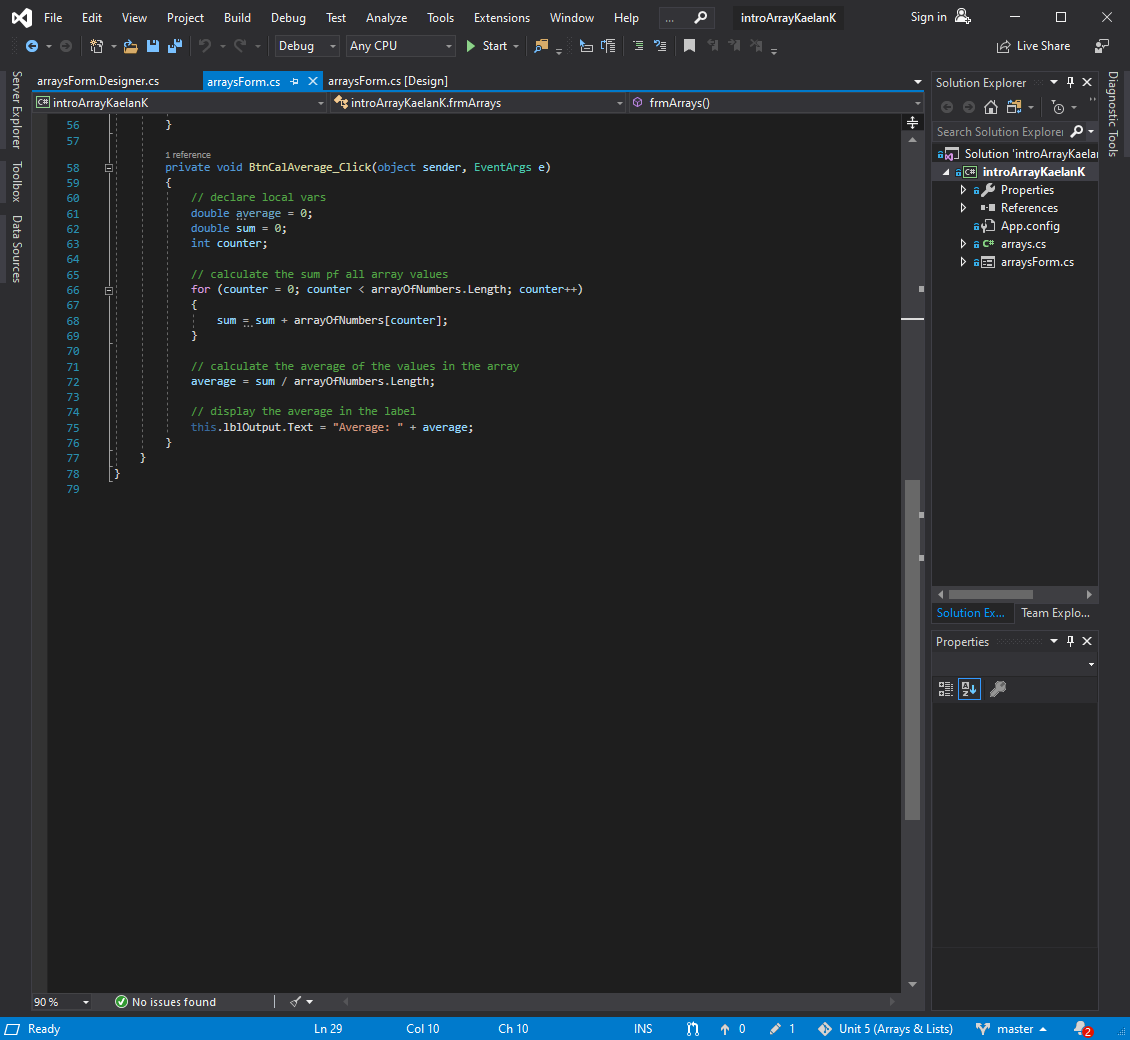 File Edit View Project Build Debug Test Analyze Tools Extensions Window Help ... introArrayKaelanK Sign in
Debug Any CPU Start Live Share
Server Explorer
Toolbox
Data Sources
arraysForm.Designer.cs arraysForm.cs arraysForm.cs [Design]
C# introArrayKaelanK introArrayKaelanK.frmArrays frmArrays()
56 }
57
1 reference
58 private void BtnCalAverage_Click(object sender, EventArgs e)
59 {
60 // declare local vars
61 double average = 0;
62 double sum = 0;
63 int counter;
64
65 // calculate the sum pf all array values
66 for (counter = 0; counter < arrayOfNumbers.Length; counter++)
67 {
68 sum = sum + arrayOfNumbers[counter];
69 }
70
71 // calculate the average of the values in the array
72 average = sum / arrayOfNumbers.Length;
73
74 // display the average in the label
75 this.lblOutput.Text = "Average: " + average;
76 }
77 }
78 }
79
90 % No issues found
Solution Explorer
Search Solution Explorer
Solution 'introArrayKaelar
C# introArrayKaelanK
Properties
References
App.config
C# arrays.cs
arraysForm.cs
Solution Ex... Team Explo...
Properties
Diagnostic Tools
Ready Ln 29 Col 10 Ch 10 INS 0 1 Unit 5 (Arrays & Lists) master 2